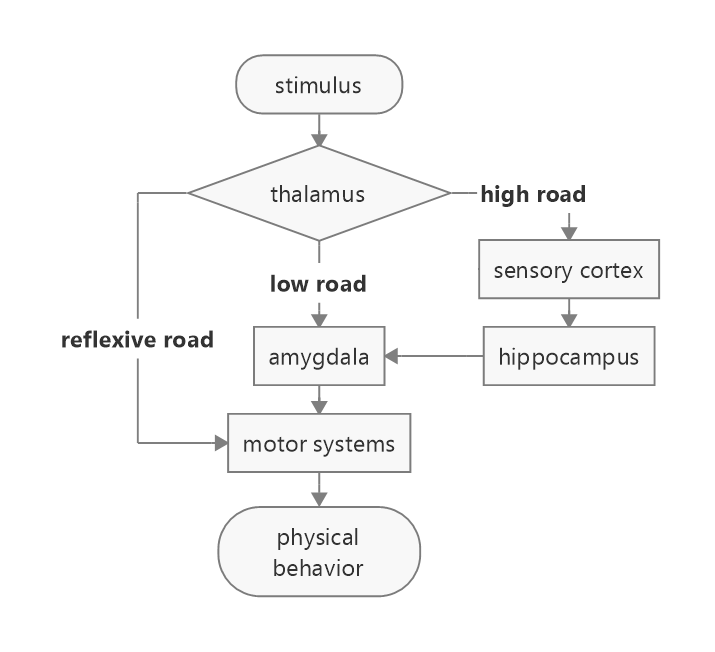 stimulus
thalamus
high road
sensory cortex
low road
reflexive road
amygdala
hippocampus
motor systems
physical
behavior